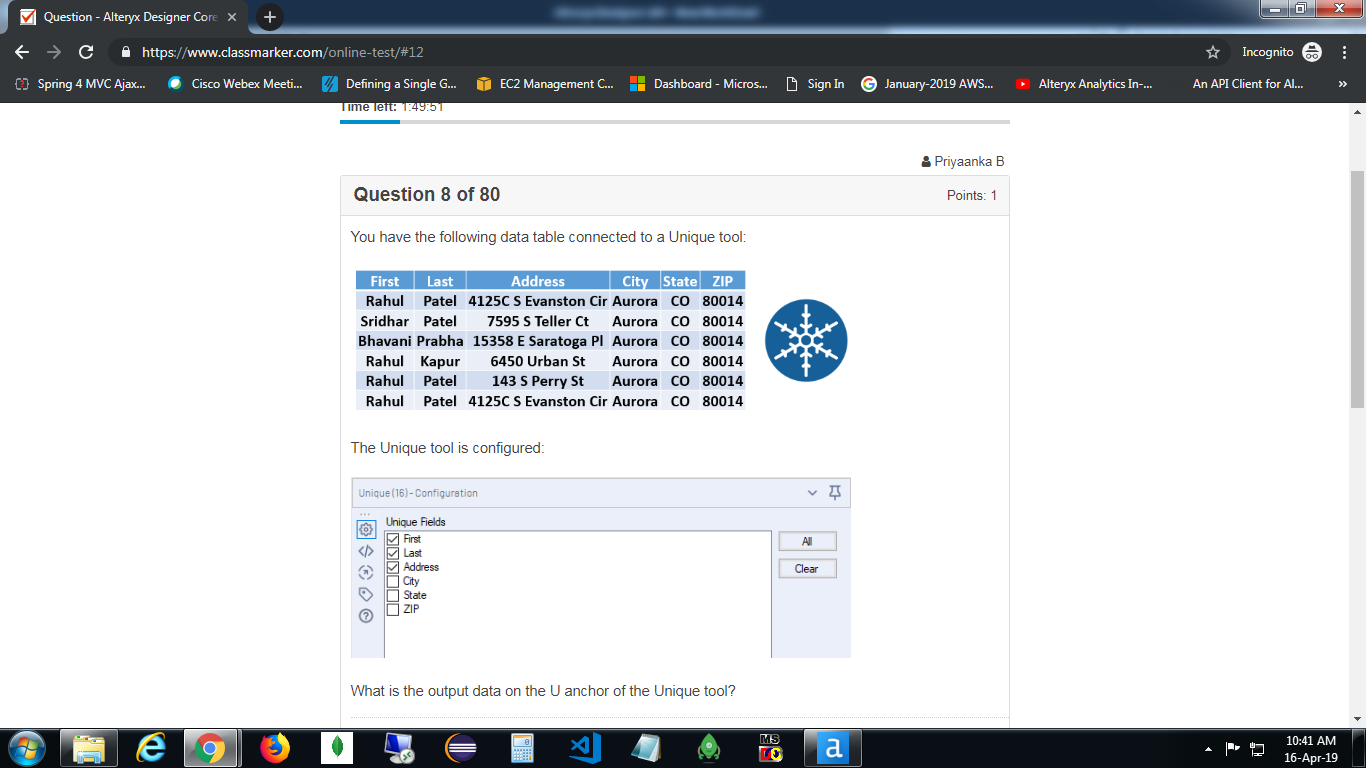 Question - Alteryx Designer Core
https://www.classmarker.com/online-test/#12
Incognito
Spring 4 MVC Ajax...
Cisco Webex Meeti...
Defining a Single G...
EC2 Management C...
Dashboard - Micros...
Sign In
January-2019 AWS...
Alteryx Analytics In-...
An API Client for Al...
»
Time left: 1:49:51
Priyaanka B
Question 8 of 80
Points: 1
You have the following data table connected to a Unique tool:
First Last Address City State ZIP
Rahul Patel 4125C S Evanston Cir Aurora CO 80014
Sridhar Patel 7595 S Teller Ct Aurora CO 80014
Bhavani Prabha 15358 E Saratoga Pl Aurora CO 80014
Rahul Kapur 6450 Urban St Aurora CO 80014
Rahul Patel 143 S Perry St Aurora CO 80014
Rahul Patel 4125C S Evanston Cir Aurora CO 80014
The Unique tool is configured:
Unique (16) - Configuration
Unique Fields
First
Last
Address
City
State
ZIP
All
Clear
What is the output data on the U anchor of the Unique tool?
MS
a
10:41 AM
16-Apr-19